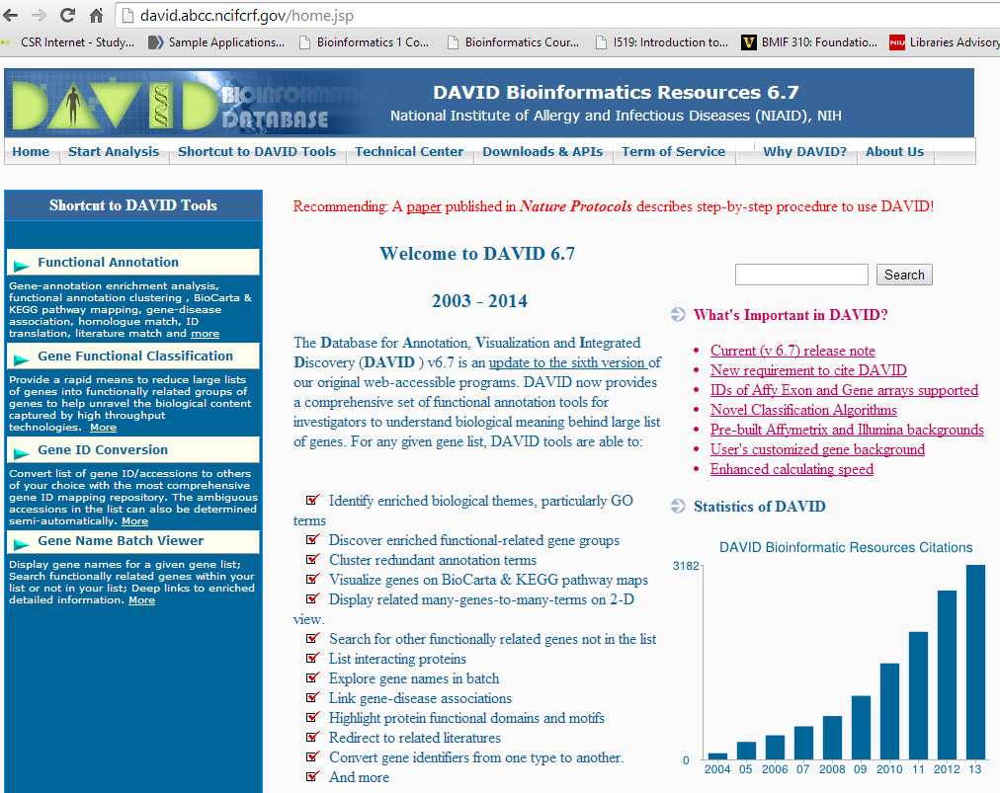 david.abcc.ncifcrf.gov/home.jsp
CSR Internet - Study...
Sample Applications...
Bioinformatics 1 Co...
Bioinformatics Cour...
I519: Introduction to...
BMIF 310: Foundatio...
NIU
Libraries Advisory
DAVID
BIOINFORMATICS
DATABASE
DAVID Bioinformatics Resources 6.7
National Institute of Allergy and Infectious Diseases (NIAID), NIH
Home
Start Analysis
Shortcut to DAVID Tools
Technical Center
Downloads & APIs
Term of Service
Why DAVID?
About Us
Shortcut to DAVID Tools
Functional Annotation
Gene-annotation enrichment analysis,
functional annotation clustering , BioCarta &
KEGG pathway mapping, gene-disease
association, homologue match, ID
translation, literature match and more
Gene Functional Classification
Provide a rapid means to reduce large lists
of genes into functionally related groups of
genes to help unravel the biological content
captured by high throughput
technologies. More
Gene ID Conversion
Convert list of gene ID/accessions to others
of your choice with the most comprehensive
gene ID mapping repository. The ambiguous
accessions in the list can also be determined
semi-automatically. More
Gene Name Batch Viewer
Display gene names for a given gene list;
Search functionally related genes within your
list or not in your list; Deep links to enriched
detailed information. More
Recommending: A paper published in Nature Protocols describes step-by-step procedure to use DAVID!
Welcome to DAVID 6.7
2003 - 2014
The Database for Annotation, Visualization and Integrated
Discovery (DAVID ) v6.7 is an update to the sixth version of
our original web-accessible programs. DAVID now provides
a comprehensive set of functional annotation tools for
investigators to understand biological meaning behind large list
of genes. For any given gene list, DAVID tools are able to:
Identify enriched biological themes, particularly GO
terms
Discover enriched functional-related gene groups
Cluster redundant annotation terms
Visualize genes on BioCarta & KEGG pathway maps
Display related many-genes-to-many-terms on 2-D
view.
Search for other functionally related genes not in the list
List interacting proteins
Explore gene names in batch
Link gene-disease associations
Highlight protein functional domains and motifs
Redirect to related literatures
Convert gene identifiers from one type to another.
And more
Search
What's Important in DAVID?
Current (v 6.7) release note
New requirement to cite DAVID
IDs of Affy Exon and Gene arrays supported
Novel Classification Algorithms
Pre-built Affymetrix and Illumina backgrounds
User's customized gene background
Enhanced calculating speed
Statistics of DAVID
DAVID Bioinformatic Resources Citations
3182
0
2004 05 2006 07 2008 09 2010 11 2012 13